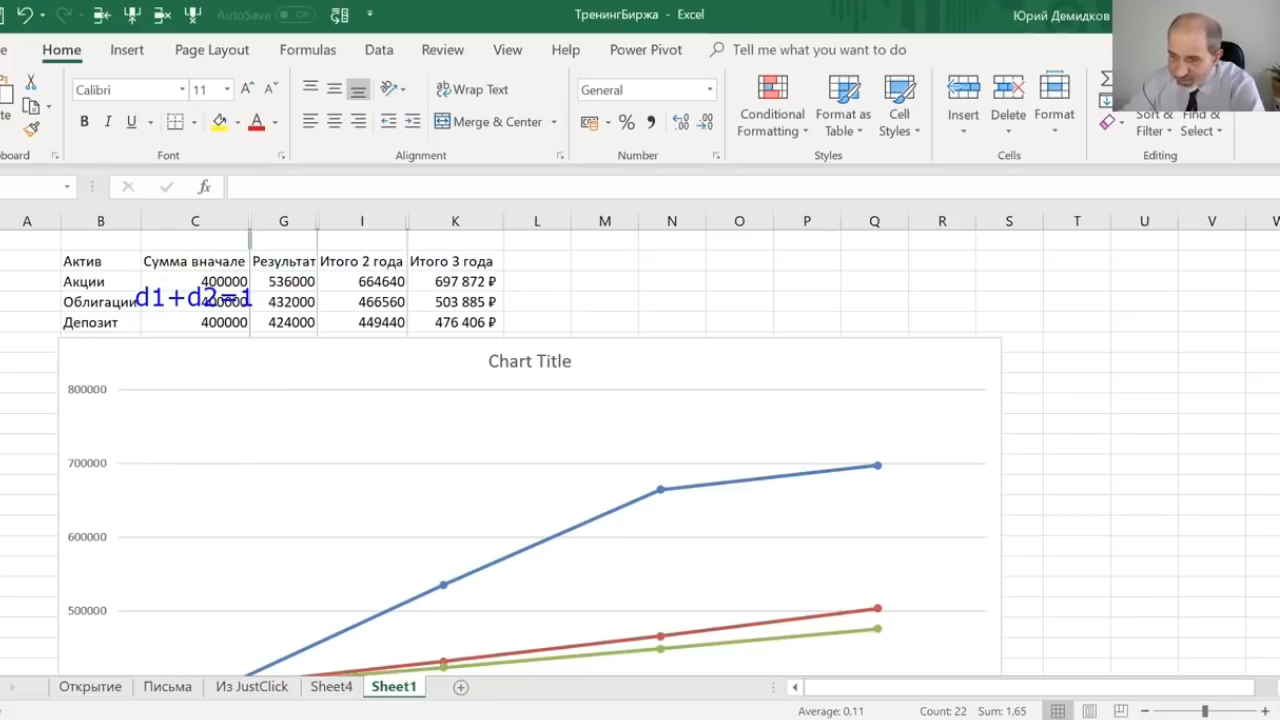 AutoSave Off ТренингБиржа - Excel Юрий Демидков
Home Insert Page Layout Formulas Data Review View Help Power Pivot Tell me what you want to do
Calibri 11 A A ab Wrap Text General
B I U A Merge & Center % , Conditional Formatting Format as Table Cell Styles Insert Delete Format Sort & Filter Find & Select
Font Alignment Number Styles Cells Editing
fx
A B C G I K L M N O P Q R S T U V W
Актив Сумма вначале Результат Итого 2 года Итого 3 года
Акции 400000 536000 664640 697 872 ₽
Облигации 400000 432000 466560 503 885 ₽
d1+d2=1
Депозит 400000 424000 449440 476 406 ₽
Chart Title
800000
700000
600000
500000
Открытие Письма Из JustClick Sheet4 Sheet1
Average: 0,11 Count: 22 Sum: 1,65